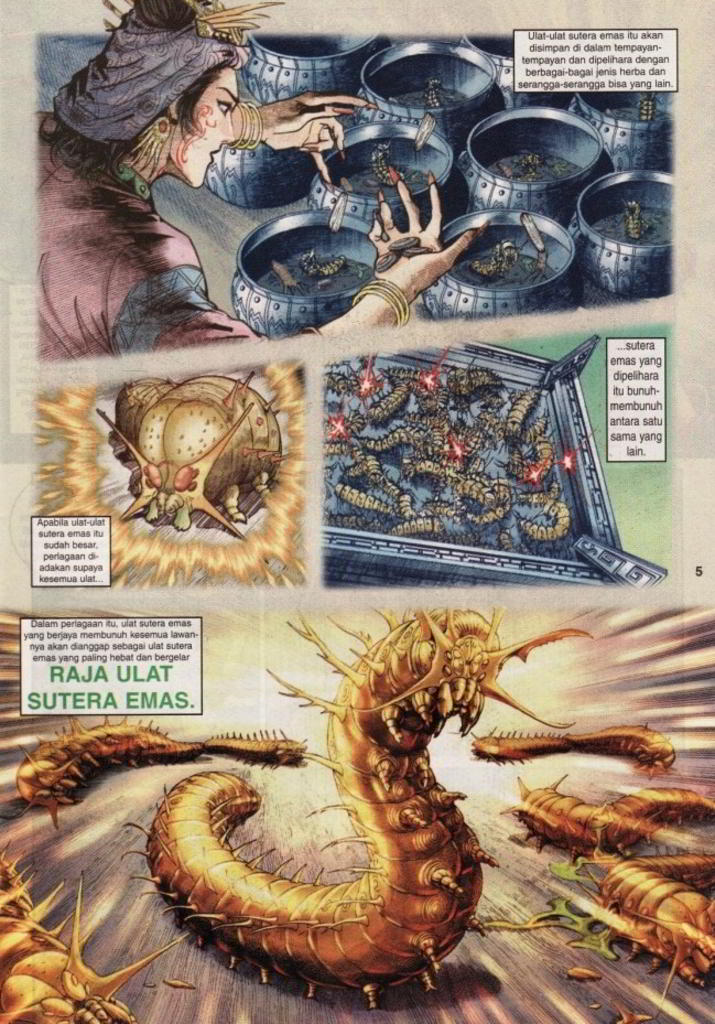 Ulat-ulat sutera emas itu akan
disimpan di dalam tempayan-
tempayan dan dipelihara dengan
berbagai-bagai jenis herba dan
serangga-serangga bisa yang lain.
...sutera
emas yang
dipelihara
itu bunuh-
membunuh
antara satu
sama yang
lain.
Apabila ulat-ulat
sutera emas itu
sudah besar,
perlagaan di-
adakan supaya
kesemua ulat...
5
Dalam perlagaan itu, ulat sutera emas
yang berjaya membunuh kesemua lawan-
nya akan dianggap sebagai ulat sutera
emas yang paling hebat dan bergelar
RAJA ULAT
SUTERA EMAS.